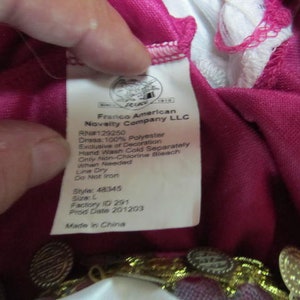 Franco American
Novelty Company LLC
RN#129250
Dress:100% Polyester
Exclusive of Decoration
Hand Wash Cold Separately
Only Non-Chlorine Bleach
When Needed
Line Dry
Do Not Iron
Style: 48345
Size: L
Factory ID 291
Prod Date 201203
Made in China